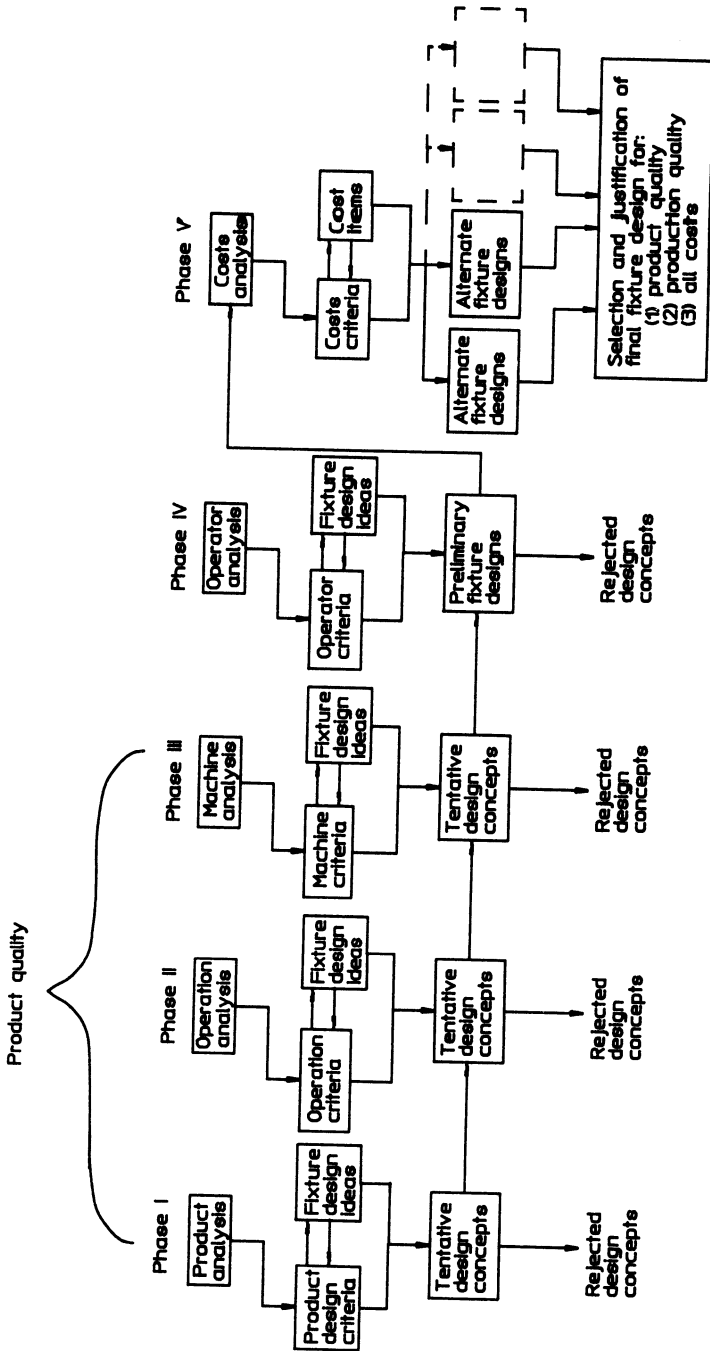 Product quality
Phase I
Product
analysis
Product
design
criteria
Fixture
design
ideas
Tentative
design
concepts
Rejected
design
concepts
Phase II
Operation
analysis
Operation
criteria
Fixture
design
ideas
Tentative
design
concepts
Rejected
design
concepts
Phase III
Machine
analysis
Machine
criteria
Fixture
design
ideas
Tentative
design
concepts
Rejected
design
concepts
Phase IV
Operator
analysis
Operator
criteria
Fixture
design
ideas
Preliminary
fixture
designs
Rejected
design
concepts
Phase V
Costs
analysis
Costs
criteria
Cost
items
Alternate
fixture
designs
Alternate
fixture
designs
Selection and justification of
final fixture design for:
(1) product quality
(2) production quality
(3) all costs